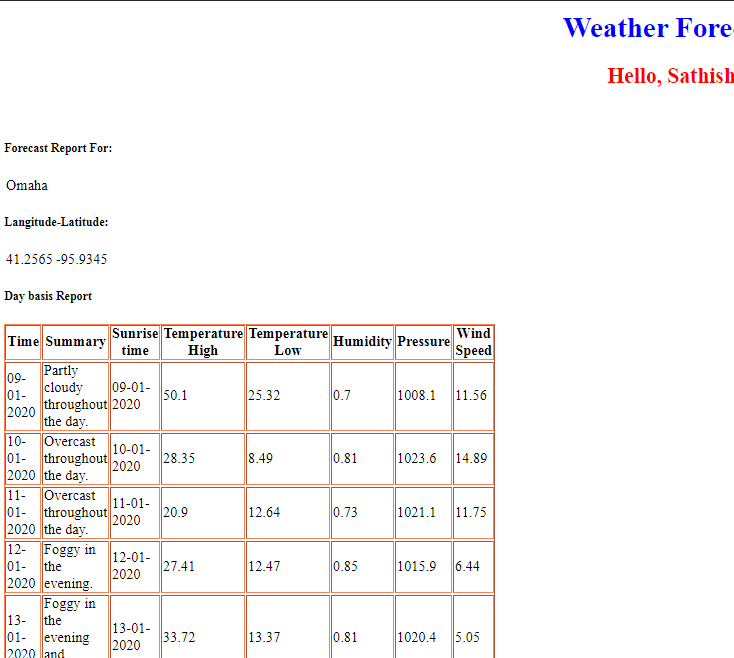 Weather Fore
Hello, Sathish
Forecast Report For:
Omaha
Langitude-Latitude:
41.2565 -95.9345
Day basis Report
Time Summary Sunrise time Temperature High Temperature Low Humidity Pressure Wind Speed
09-01-2020 Partly cloudy throughout the day. 09-01-2020 50.1 25.32 0.7 1008.1 11.56
10-01-2020 Overcast throughout the day. 10-01-2020 28.35 8.49 0.81 1023.6 14.89
11-01-2020 Overcast throughout the day. 11-01-2020 20.9 12.64 0.73 1021.1 11.75
12-01-2020 Foggy in the evening. 12-01-2020 27.41 12.47 0.85 1015.9 6.44
13-01-2020 Foggy in the evening and 13-01-2020 33.72 13.37 0.81 1020.4 5.05